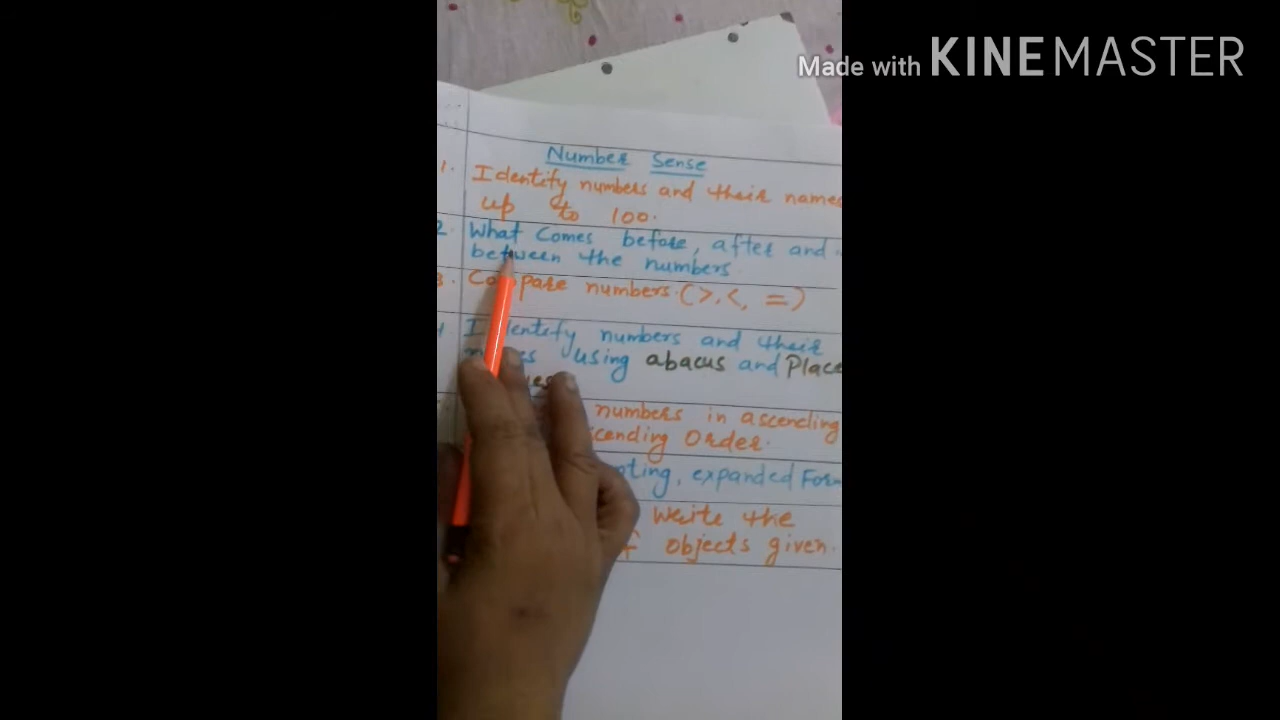 Made with KINEMASTER
Number Sense
1. Identify numbers and their names
up to 100.
2. What comes before, after and
between the numbers.
3. Compare numbers. (>, <, =)
4. Identify numbers and their
using abacus and Place
numbers in ascending
Order.
expanded Form
Write the
objects given.